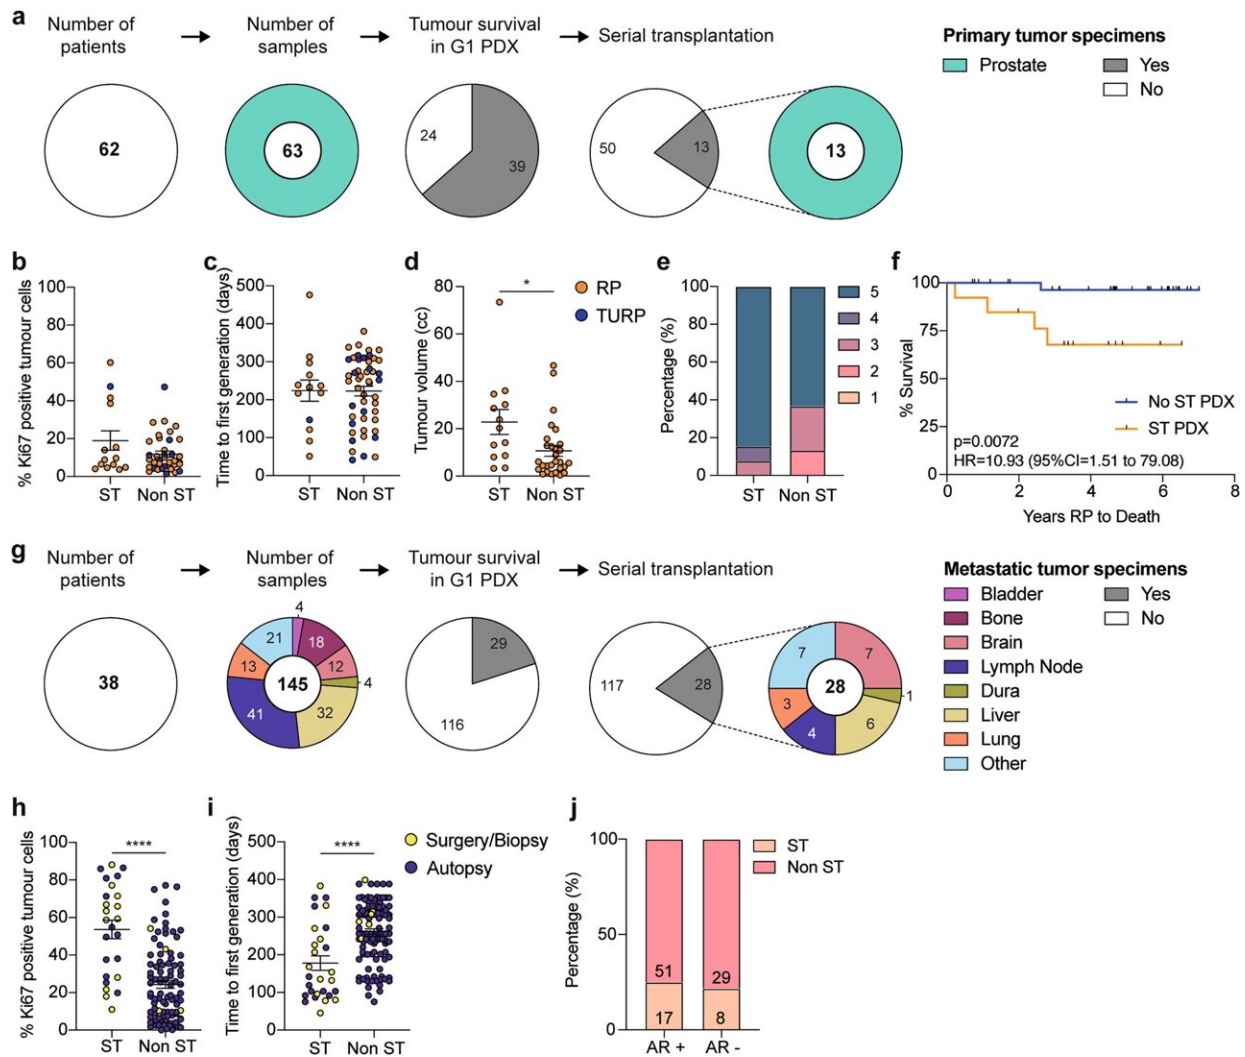 a
Number of patients → Number of samples → Tumour survival in G1 PDX → Serial transplantation
62
63
24
39
50
13
13
Primary tumor specimens
Prostate
Yes
No
b
% Ki67 positive tumour cells
100
80
60
40
20
0
ST
Non ST
c
Time to first generation (days)
500
400
300
200
100
0
ST
Non ST
d
Tumour volume (cc)
80
60
40
20
0
*
ST
Non ST
RP
TURP
e
Percentage (%)
100
80
60
40
20
0
ST
Non ST
5
4
3
2
1
f
% Survival
100
75
50
25
0
No ST PDX
ST PDX
p=0.0072
HR=10.93 (95%CI=1.51 to 79.08)
0
2
4
6
8
Years RP to Death
g
Number of patients → Number of samples → Tumour survival in G1 PDX → Serial transplantation
38
145
4
18
12
4
32
41
13
21
29
116
117
28
28
7
1
6
4
3
7
Metastatic tumor specimens
Bladder
Bone
Brain
Lymph Node
Dura
Liver
Lung
Other
Yes
No
h
% Ki67 positive tumour cells
100
80
60
40
20
0
****
ST
Non ST
i
Time to first generation (days)
500
400
300
200
100
0
****
ST
Non ST
Surgery/Biopsy
Autopsy
j
Percentage (%)
100
50
0
51
17
29
8
AR +
AR -
ST
Non ST